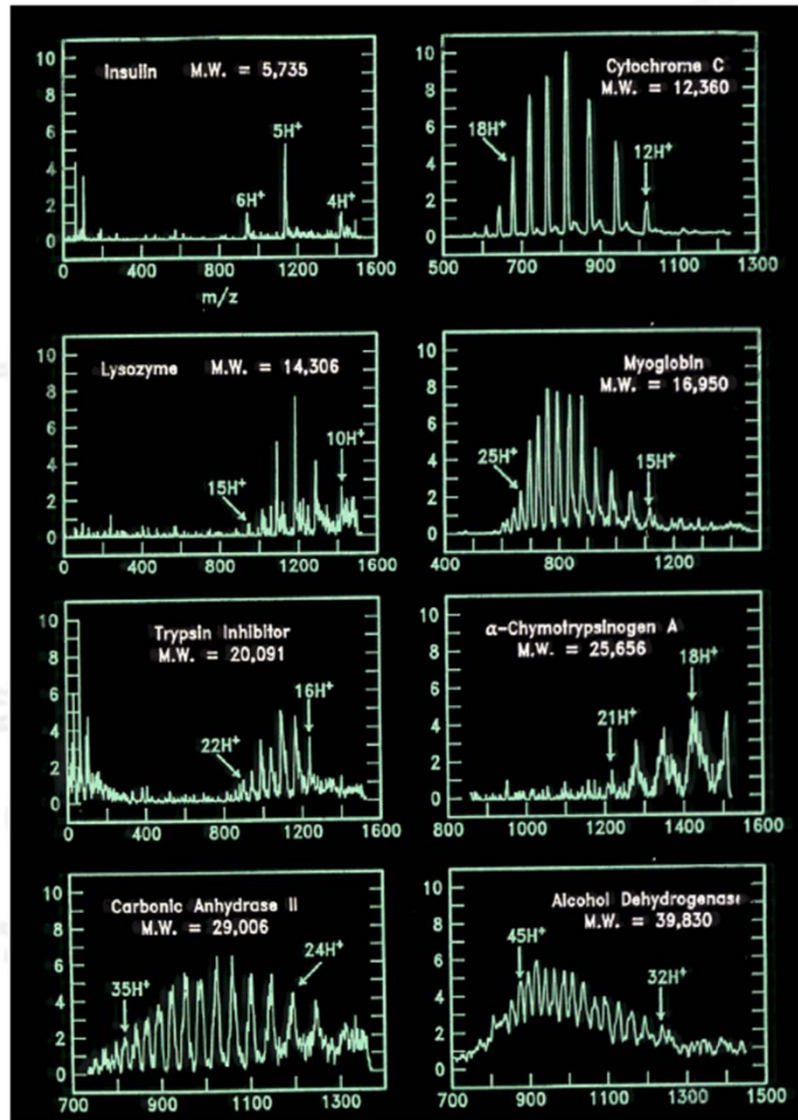 Insulin M.W. = 5,735
10
8
6
4
2
0
6H⁺
5H⁺
4H⁺
0 400 800 1200 1600
m/z
Cytochrome C
M.W. = 12,360
10
8
6
4
2
0
18H⁺
12H⁺
500 700 900 1100 1300
Lysozyme M.W. = 14,306
10
8
6
4
2
0
15H⁺
10H⁺
0 400 800 1200 1600
Myoglobin
M.W. = 16,950
10
8
6
4
2
0
25H⁺
15H⁺
400 800 1200
Trypsin Inhibitor
M.W. = 20,091
10
8
6
4
2
0
22H⁺
16H⁺
0 400 800 1200 1600
α-Chymotrypsinogen A
M.W. = 25,656
10
8
6
4
2
0
21H⁺
18H⁺
800 1000 1200 1400 1600
Carbonic Anhydrase II
M.W. = 29,006
10
8
6
4
2
0
35H⁺
24H⁺
700 900 1100 1300
Alcohol Dehydrogenase
M.W. = 39,830
10
8
6
4
2
0
45H⁺
32H⁺
700 900 1100 1300 1500